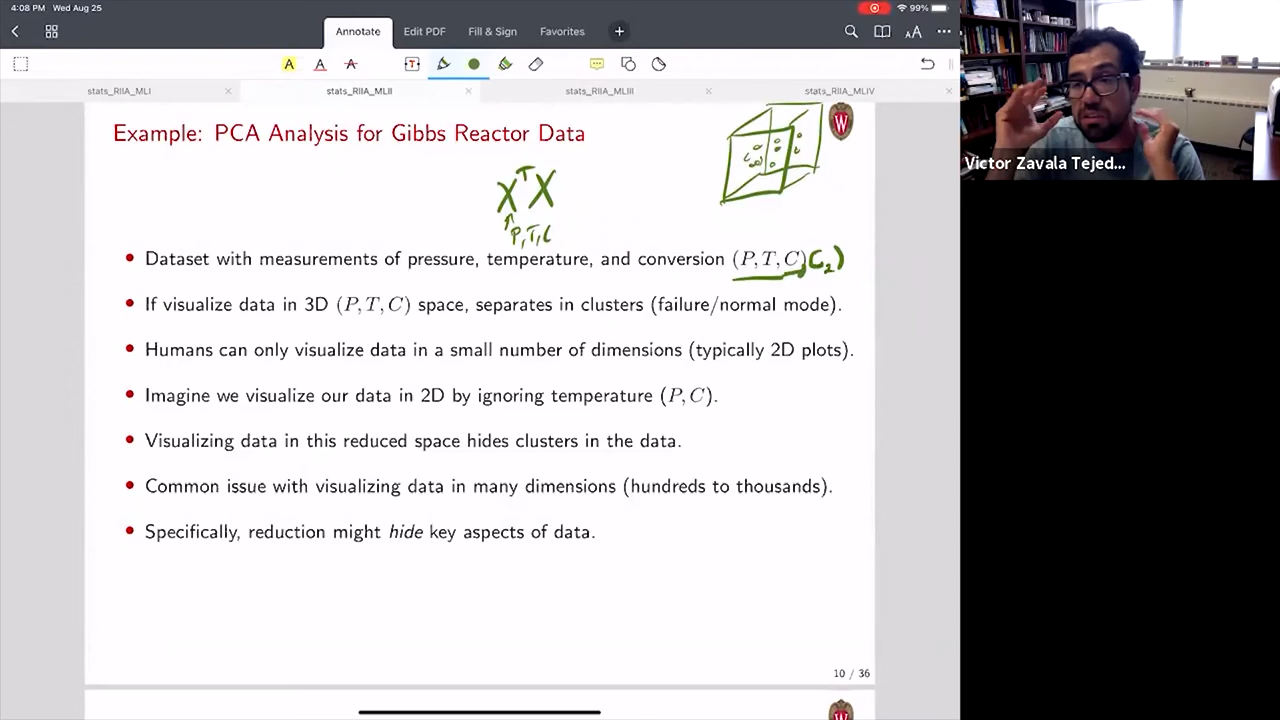 4:08 PM Wed Aug 25
99%
Annotate
Edit PDF
Fill & Sign
Favorites
stats_RIIA_MLI
stats_RIIA_MLII
stats_RIIA_MLIII
stats_RIIA_MLIV
Example: PCA Analysis for Gibbs Reactor Data
W
X^T X
P, T, C
• Dataset with measurements of pressure, temperature, and conversion (P, T, C) C₂)
• If visualize data in 3D (P, T, C) space, separates in clusters (failure/normal mode).
• Humans can only visualize data in a small number of dimensions (typically 2D plots).
• Imagine we visualize our data in 2D by ignoring temperature (P, C).
• Visualizing data in this reduced space hides clusters in the data.
• Common issue with visualizing data in many dimensions (hundreds to thousands).
• Specifically, reduction might hide key aspects of data.
10 / 36
Victor Zavala Tejed...